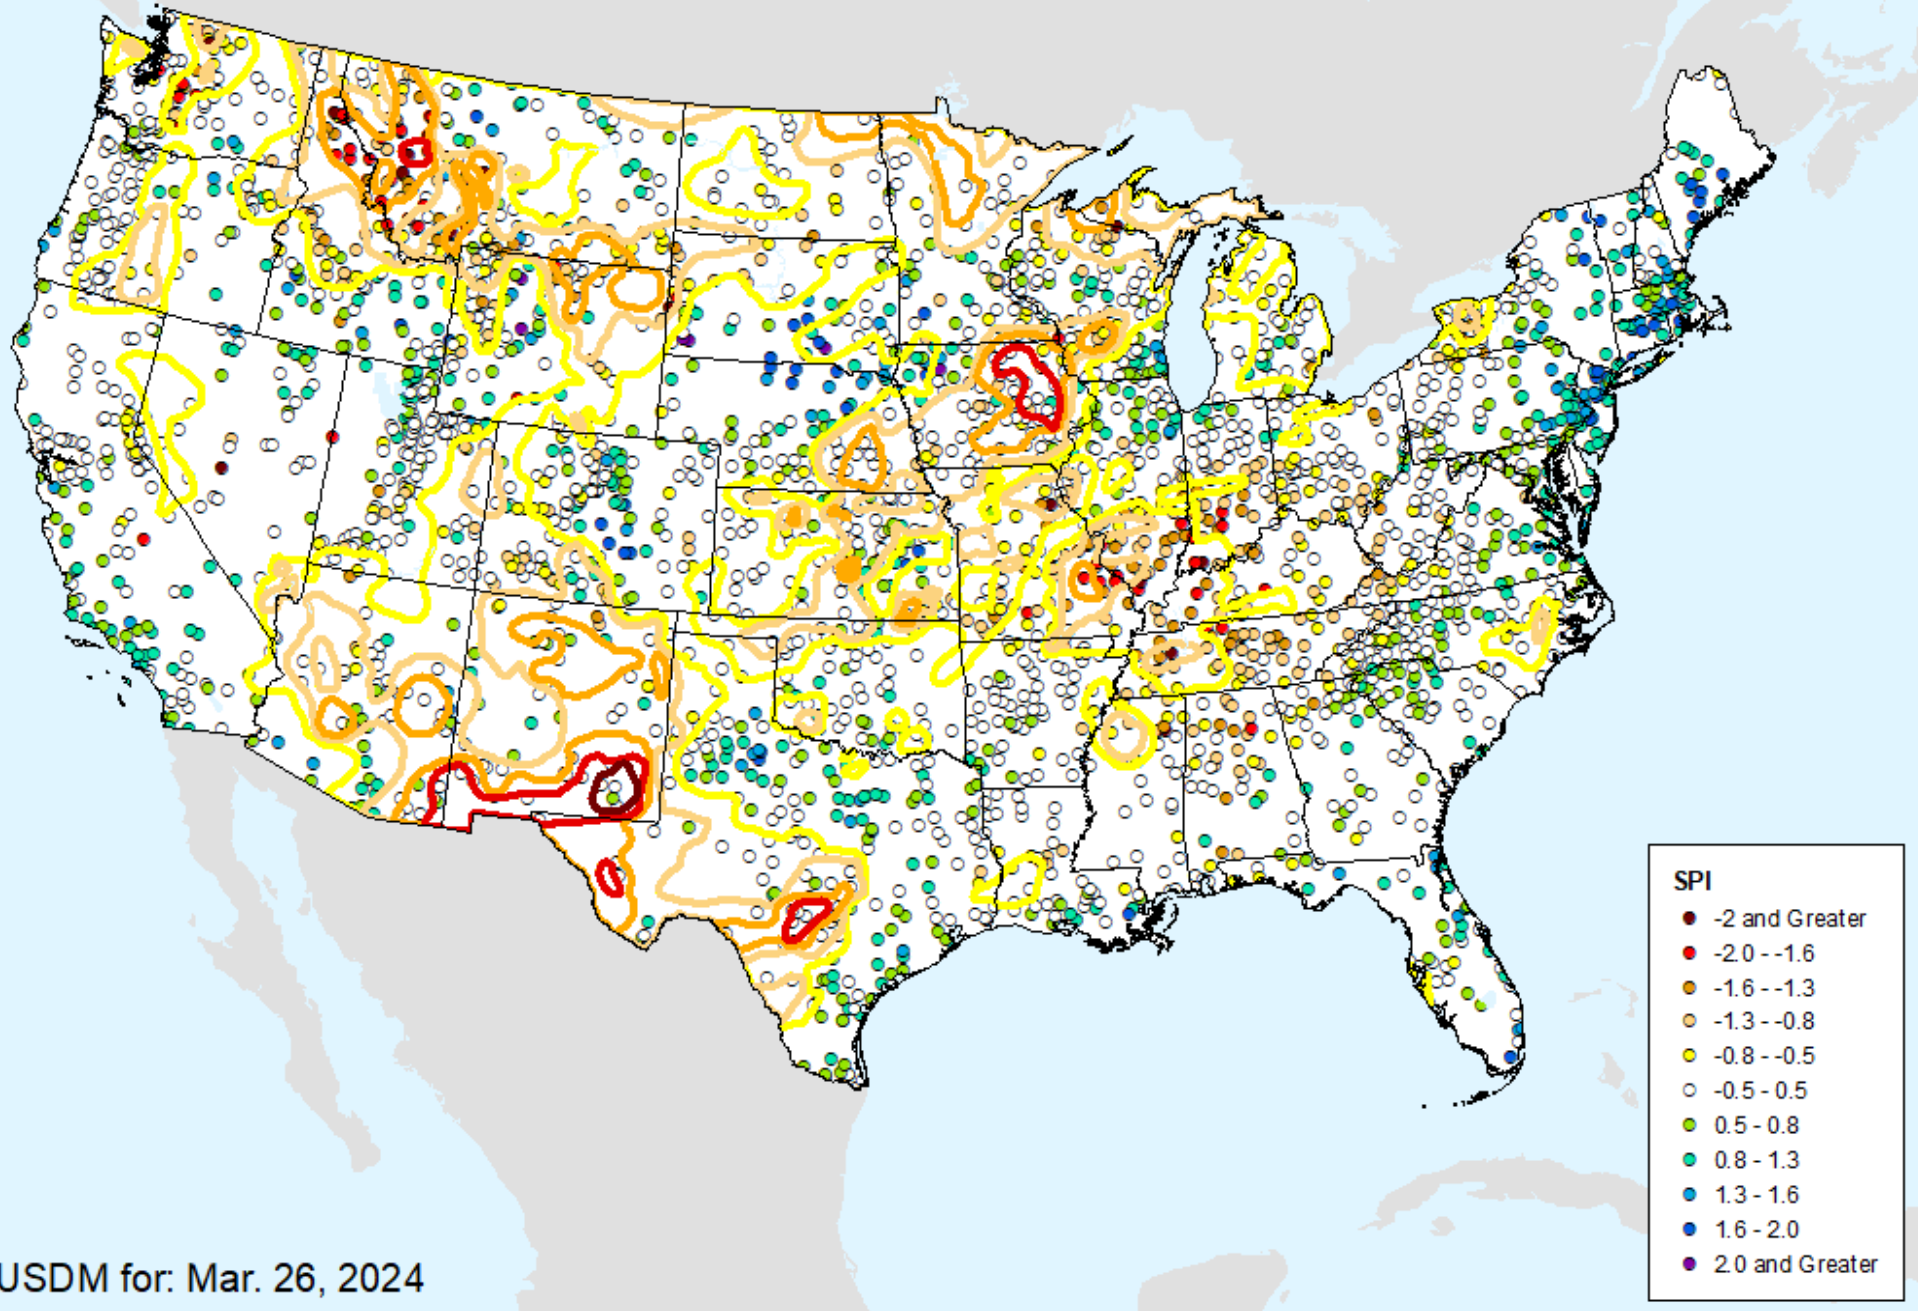 SPI
-2 and Greater
-2.0 - -1.6
-1.6 - -1.3
-1.3 - -0.8
-0.8 - -0.5
-0.5 - 0.5
0.5 - 0.8
0.8 - 1.3
1.3 - 1.6
1.6 - 2.0
2.0 and Greater
USDM for: Mar. 26, 2024